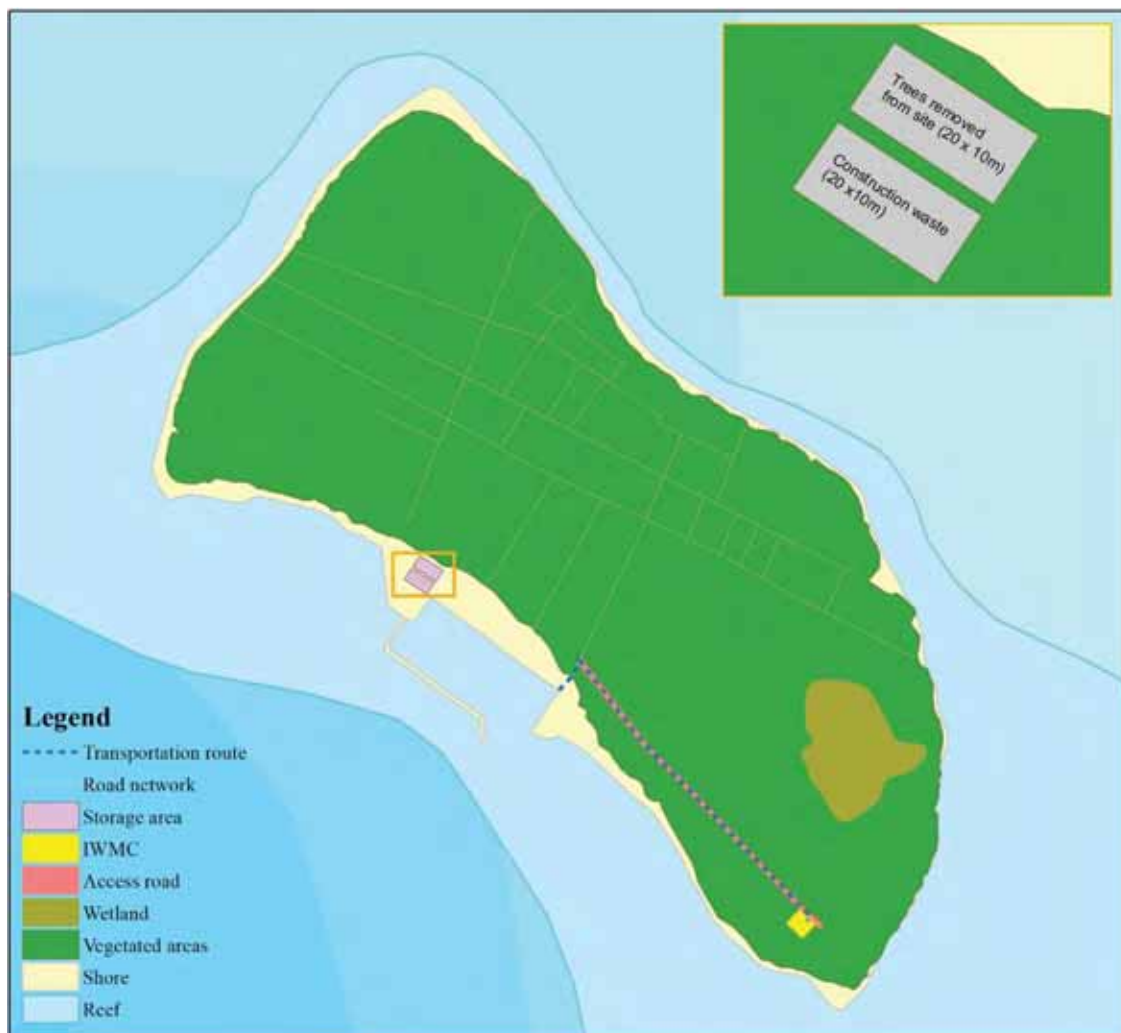 Trees removed
from site (20 x 10m)
Construction waste
(20 x10m)
Legend
Transportation route
Road network
Storage area
IWMC
Access road
Wetland
Vegetated areas
Shore
Reef